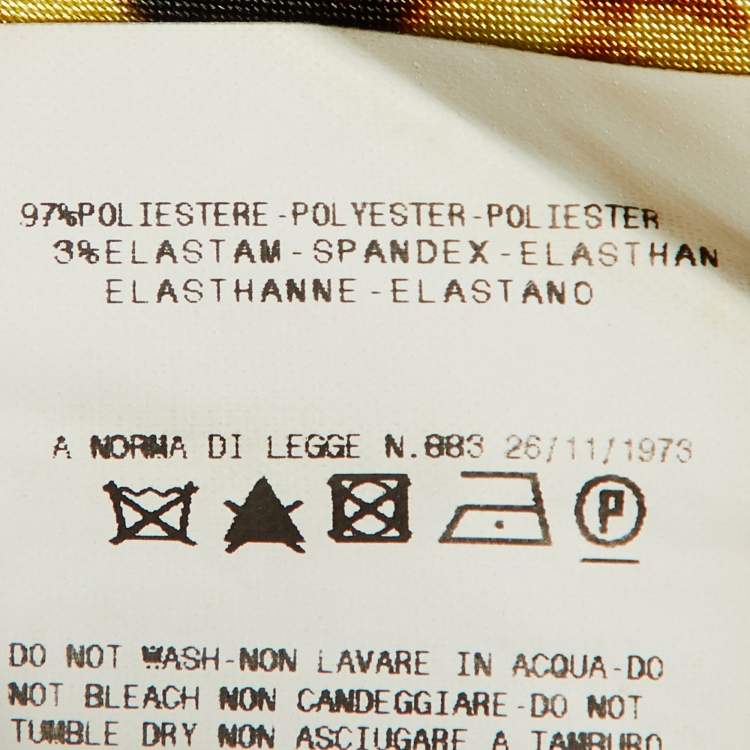 97%POLIESTERE-POLYESTER-POLIESTER
3%ELASTAM-SPANDEX-ELASTHAN
ELASTHANNE-ELASTANO
A NORMA DI LEGGE N.883 26/11/1973
P
DO NOT WASH-NON LAVARE IN ACQUA-DO
NOT BLEACH NON CANDEGGIARE-DO NOT
TUMBLE DRY NON ASCIUGARE A TAMBURO